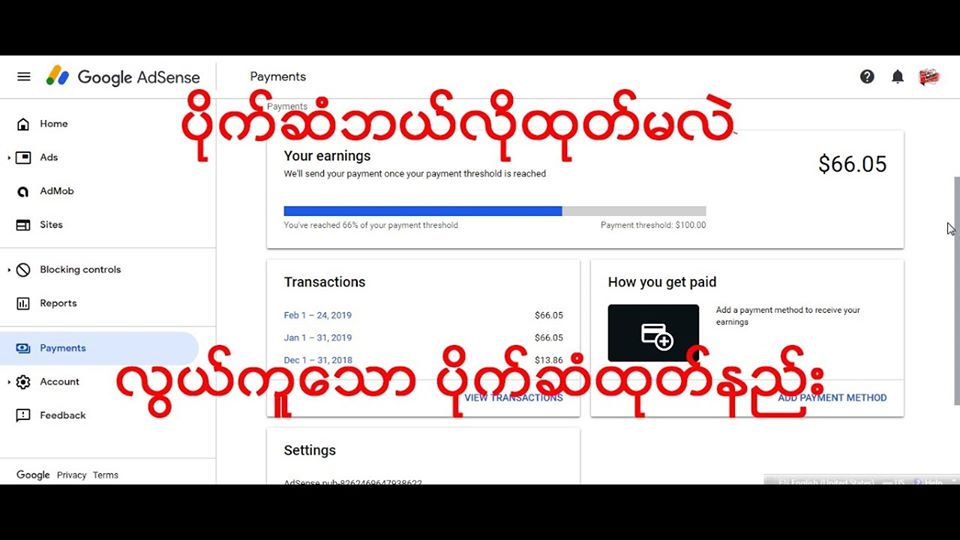 Google AdSense
Payments
Payments
ပိုက်ဆံဘယ်လိုထုတ်မလဲ
Home
Ads
AdMob
Sites
Blocking controls
Reports
Payments
Account
Feedback
Google Privacy Terms
Your earnings
$66.05
We'll send your payment once your payment threshold is reached
You've reached 66% of your payment threshold
Payment threshold: $100.00
Transactions
Feb 1 – 24, 2019 $66.05
Jan 1 – 31, 2019 $66.05
Dec 1 – 31, 2018 $13.86
VIEW TRANSACTIONS
How you get paid
Add a payment method to receive your
earnings
ADD PAYMENT METHOD
လွယ်ကူသော ပိုက်ဆံထုတ်နည်း
Settings
AdSense pub-8262469647938622
English (United States) US Help